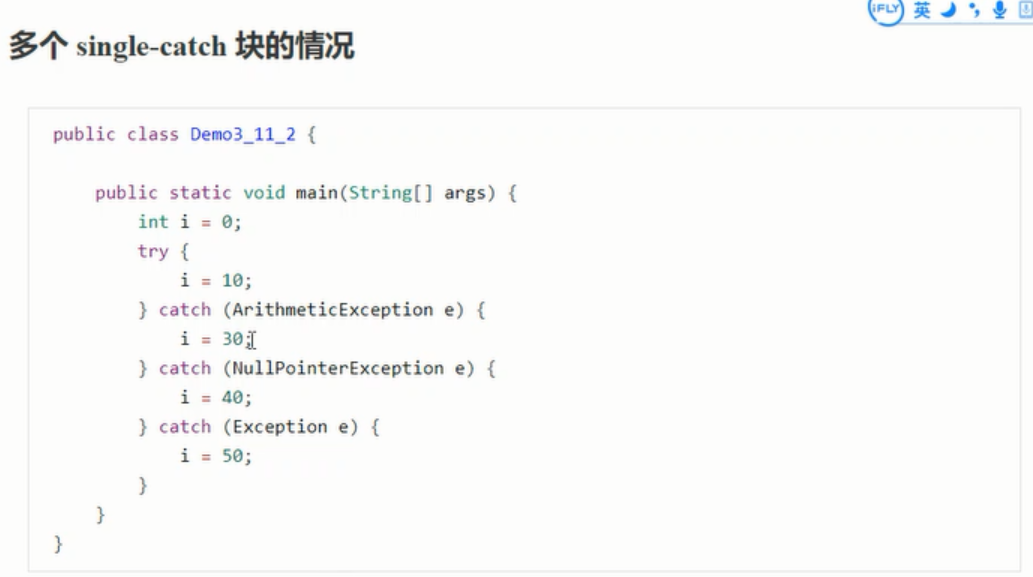 iFLY 英
多个 single-catch 块的情况
public class Demo3_11_2 {
public static void main(String[] args) {
int i = 0;
try {
i = 10;
} catch (ArithmeticException e) {
i = 30;
} catch (NullPointerException e) {
i = 40;
} catch (Exception e) {
i = 50;
}
}
}